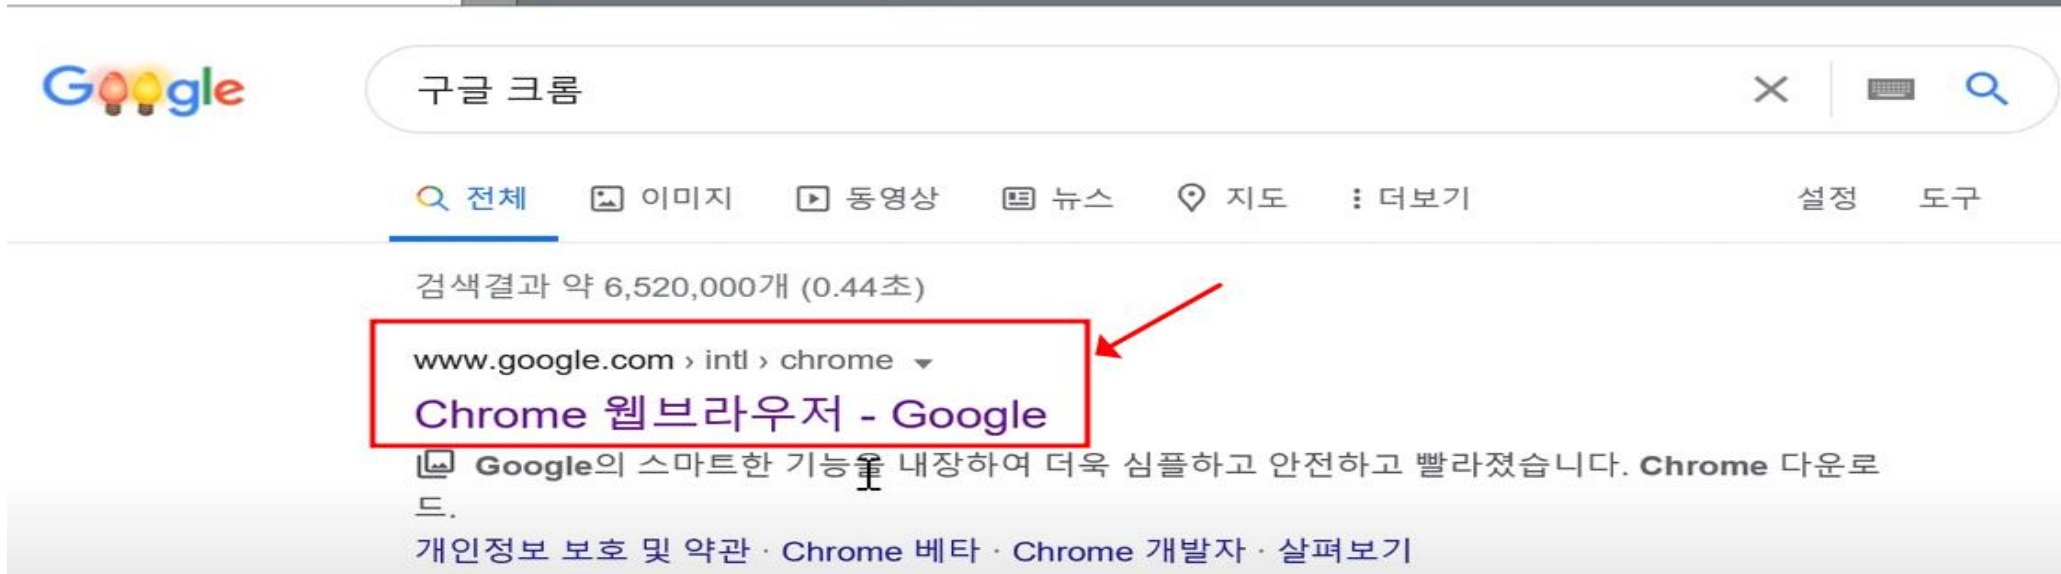 Google
구글 크롬
전체 이미지 동영상 뉴스 지도 더보기 설정 도구
검색결과 약 6,520,000개 (0.44초)
www.google.com › intl › chrome
Chrome 웹브라우저 - Google
Google의 스마트한 기능을 내장하여 더욱 심플하고 안전하고 빨라졌습니다. Chrome 다운로
드.
개인정보 보호 및 약관 · Chrome 베타 · Chrome 개발자 · 살펴보기